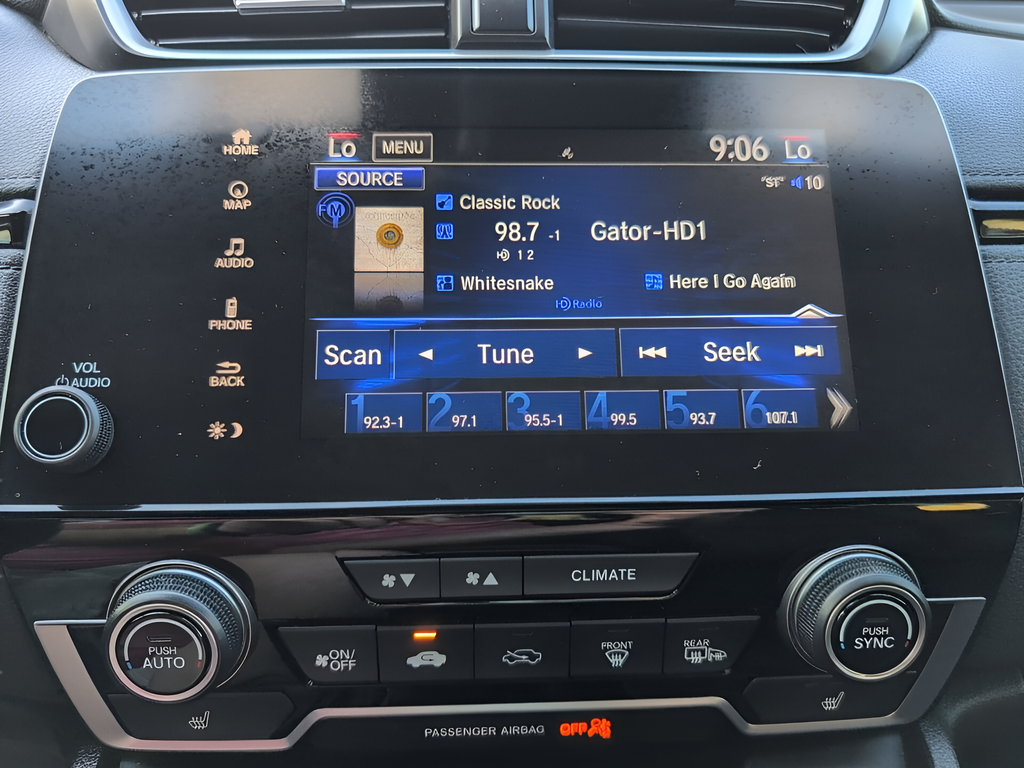 HOME
MAP
AUDIO
PHONE
BACK
VOL
AUDIO
Lo MENU 9:06 Lo
SOURCE ST 10
FM Classic Rock
98.7 -1 Gator-HD1
HD 1 2
Whitesnake Here I Go Again
HD Radio
Scan Tune Seek
1 92.3-1 2 97.1 3 95.5-1 4 99.5 5 93.7 6 107.1
CLIMATE
PUSH AUTO
ON/OFF
FRONT
REAR
PUSH SYNC
PASSENGER AIRBAG OFF